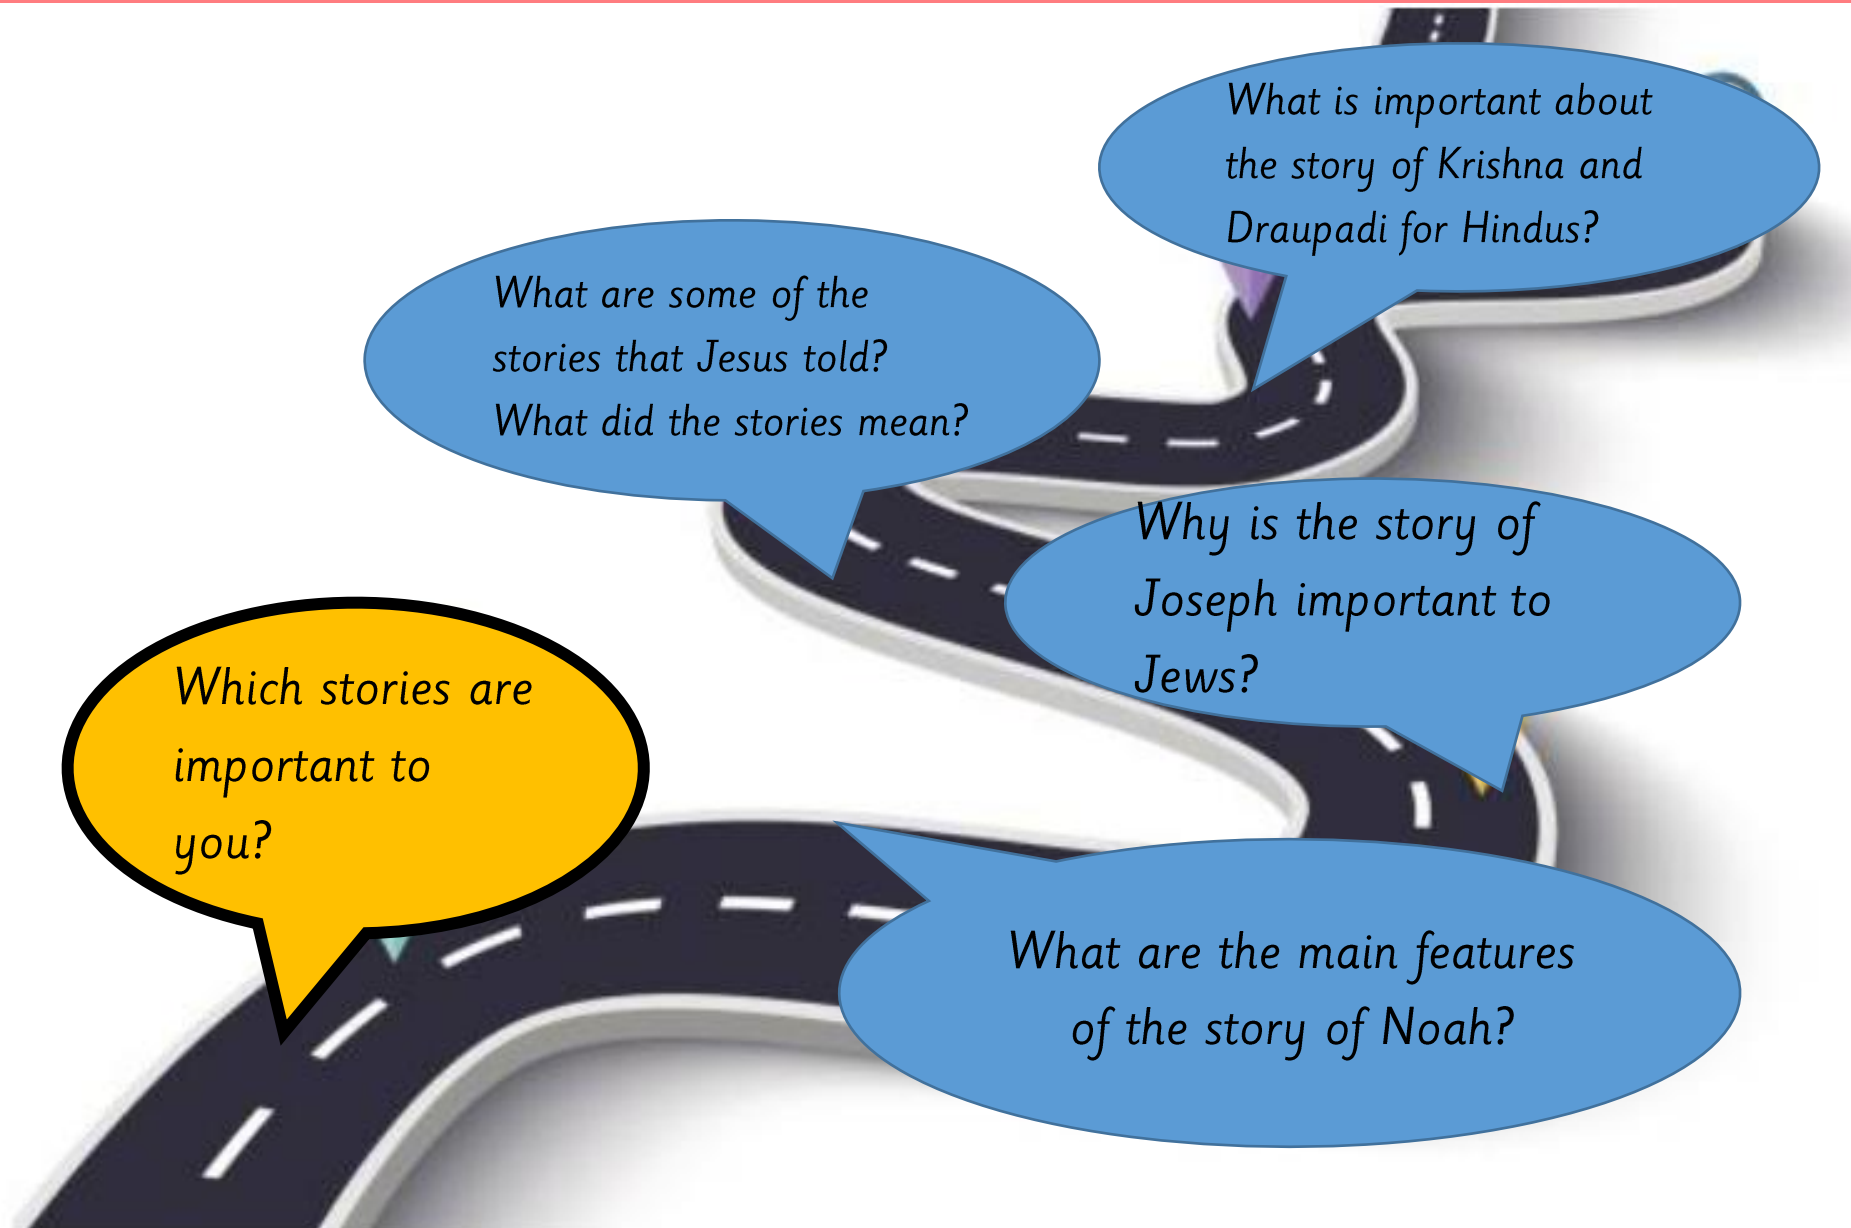 What is important about
the story of Krishna and
Draupadi for Hindus?
What are some of the
stories that Jesus told?
What did the stories mean?
Why is the story of
Joseph important to
Jews?
Which stories are
important to
you?
What are the main features
of the story of Noah?